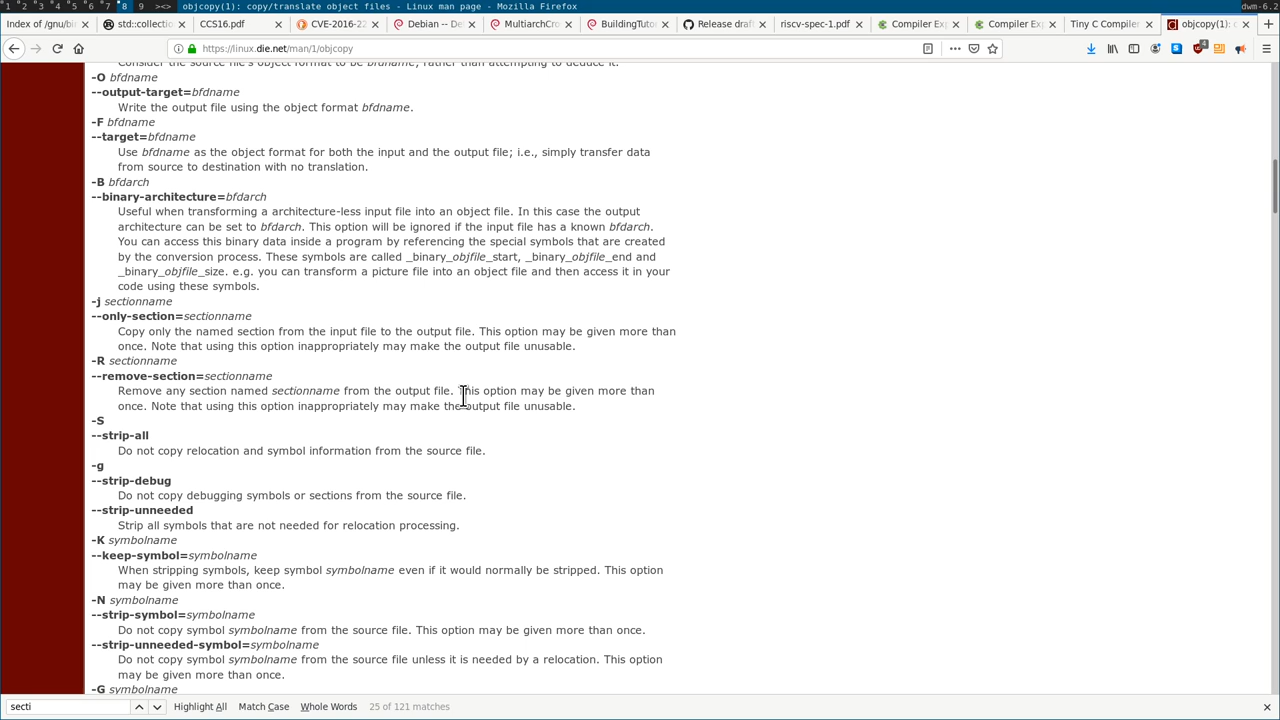 1 2 3 4 5 6 7 8 9 ><> objcopy(1): copy/translate object files - Linux man page - Mozilla Firefox dwm-6.2
Index of /gnu/bi std::collectio CCS16.pdf CVE-2016-22 Debian -- De MultiarchCro BuildingTuto Release draf riscv-spec-1.pdf Compiler Exp Compiler Exp Tiny C Compiler objcopy(1):
https://linux.die.net/man/1/objcopy
Consider the source file's object format to be bfdname, rather than attempting to deduce it.
-O bfdname
--output-target=bfdname
Write the output file using the object format bfdname.
-F bfdname
--target=bfdname
Use bfdname as the object format for both the input and the output file; i.e., simply transfer data
from source to destination with no translation.
-B bfdarch
--binary-architecture=bfdarch
Useful when transforming a architecture-less input file into an object file. In this case the output
architecture can be set to bfdarch. This option will be ignored if the input file has a known bfdarch.
You can access this binary data inside a program by referencing the special symbols that are created
by the conversion process. These symbols are called _binary_objfile_start, _binary_objfile_end and
_binary_objfile_size. e.g. you can transform a picture file into an object file and then access it in your
code using these symbols.
-j sectionname
--only-section=sectionname
Copy only the named section from the input file to the output file. This option may be given more than
once. Note that using this option inappropriately may make the output file unusable.
-R sectionname
--remove-section=sectionname
Remove any section named sectionname from the output file. This option may be given more than
once. Note that using this option inappropriately may make the output file unusable.
-S
--strip-all
Do not copy relocation and symbol information from the source file.
-g
--strip-debug
Do not copy debugging symbols or sections from the source file.
--strip-unneeded
Strip all symbols that are not needed for relocation processing.
-K symbolname
--keep-symbol=symbolname
When stripping symbols, keep symbol symbolname even if it would normally be stripped. This option
may be given more than once.
-N symbolname
--strip-symbol=symbolname
Do not copy symbol symbolname from the source file. This option may be given more than once.
--strip-unneeded-symbol=symbolname
Do not copy symbol symbolname from the source file unless it is needed by a relocation. This option
may be given more than once.
-G symbolname
secti Highlight All Match Case Whole Words 25 of 121 matches